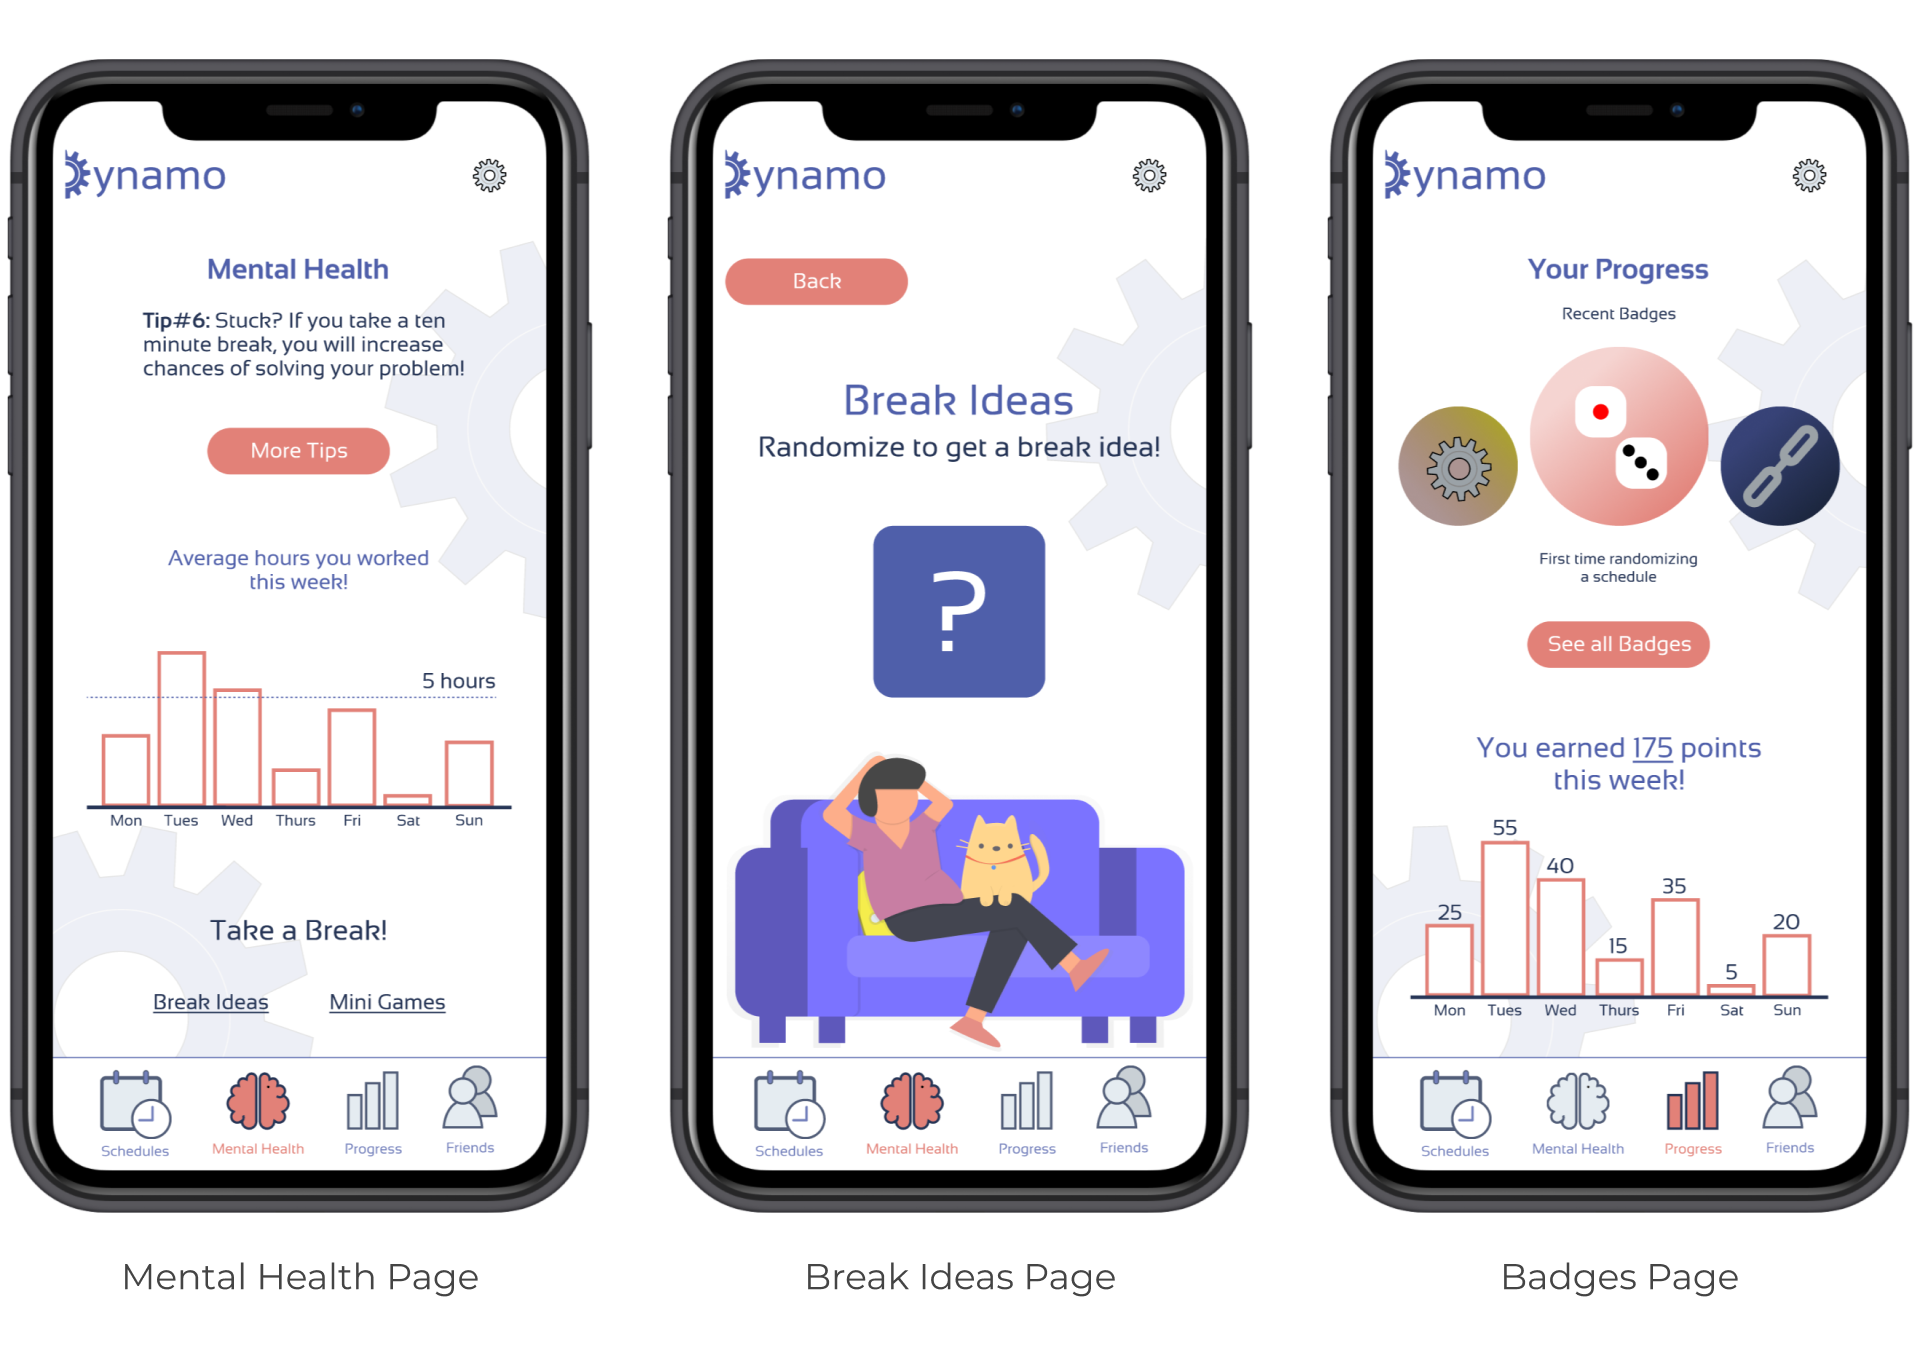 Dynamo
Mental Health
Tip#6: Stuck? If you take a ten
minute break, you will increase
chances of solving your problem!
More Tips
Average hours you worked
this week!
5 hours
Mon Tues Wed Thurs Fri Sat Sun
Take a Break!
Break Ideas Mini Games
Schedules Mental Health Progress Friends
Mental Health Page
Dynamo
Back
Break Ideas
Randomize to get a break idea!
?
Schedules Mental Health Progress Friends
Break Ideas Page
Dynamo
Your Progress
Recent Badges
First time randomizing
a schedule
See all Badges
You earned 175 points
this week!
25 55 40 15 35 5 20
Mon Tues Wed Thurs Fri Sat Sun
Schedules Mental Health Progress Friends
Badges Page